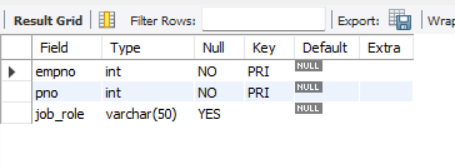 Result Grid Filter Rows: Export: Wrap
Field Type Null Key Default Extra
empno int NO PRI NULL
pno int NO PRI NULL
job_role varchar(50) YES NULL